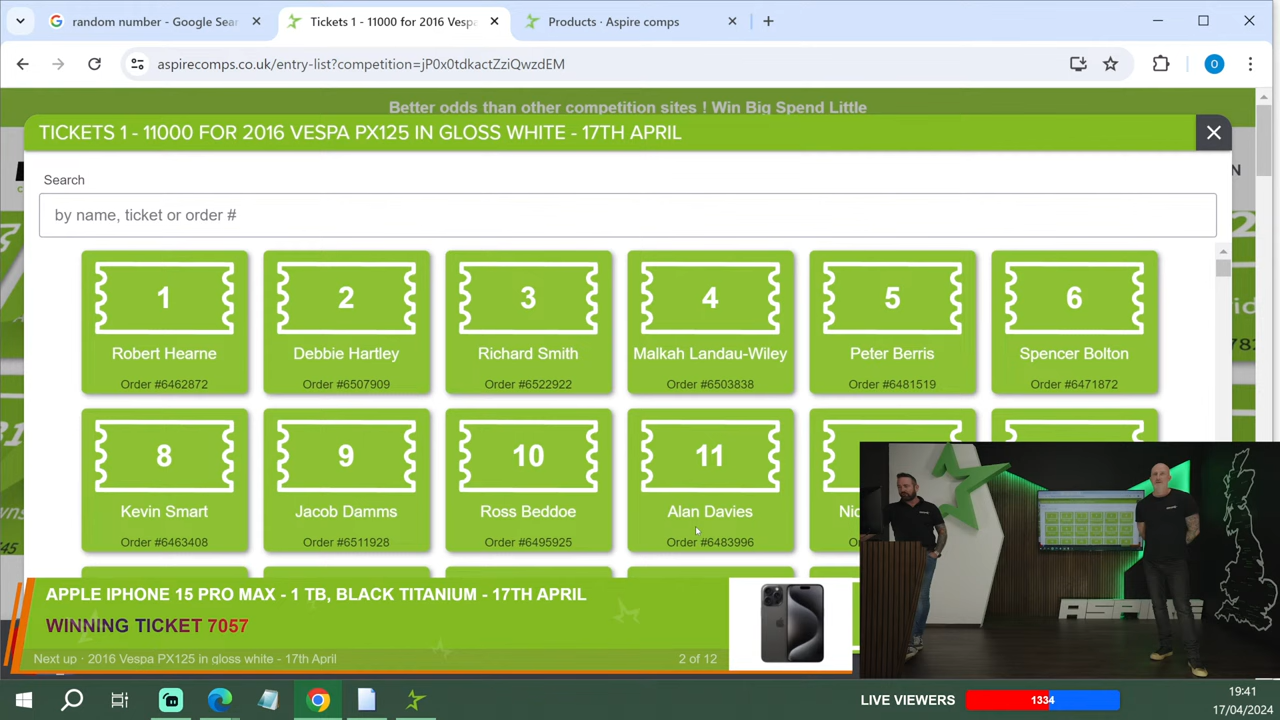 random number - Google Sear
Tickets 1 - 11000 for 2016 Vespa
Products · Aspire comps
aspirecomps.co.uk/entry-list?competition=jP0x0tdkactZziQwzdEM
O
Better odds than other competition sites ! Win Big Spend Little
TICKETS 1 - 11000 FOR 2016 VESPA PX125 IN GLOSS WHITE - 17TH APRIL
Search
by name, ticket or order #
1 2 3 4 5 6
Robert Hearne Debbie Hartley Richard Smith Malkah Landau-Wiley Peter Berris Spencer Bolton
Order #6462872 Order #6507909 Order #6522922 Order #6503838 Order #6481519 Order #6471872
8 9 10 11
Kevin Smart Jacob Damms Ross Beddoe Alan Davies
Order #6463408 Order #6511928 Order #6495925 Order #6483996
APPLE IPHONE 15 PRO MAX - 1 TB, BLACK TITANIUM - 17TH APRIL
WINNING TICKET 7057
Next up · 2016 Vespa PX125 in gloss white - 17th April 2 of 12
ASPIRE
LIVE VIEWERS 1334
19:41
17/04/2024